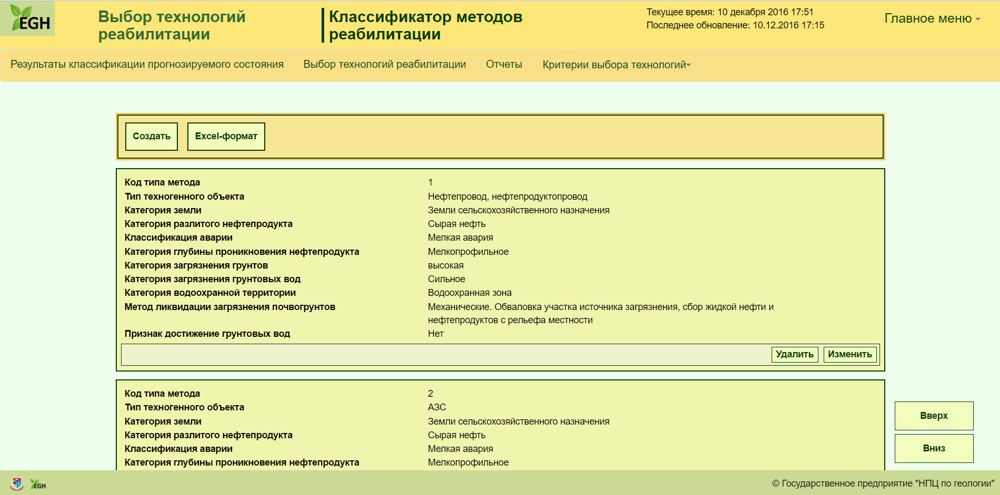 EGH
Выбор технологий
реабилитации
Классификатор методов
реабилитации
Текущее время: 10 декабря 2016 17:51
Последнее обновление: 10.12.2016 17:15
Главное меню
Результаты классификации прогнозируемого состояния Выбор технологий реабилитации Отчеты Критерии выбора технологий
Создать Excel-формат
Код типа метода 1
Тип техногенного объекта Нефтепровод, нефтепродуктопровод
Категория земли Земли сельскохозяйственного назначения
Категория разлитого нефтепродукта Сырая нефть
Классификация аварии Мелкая авария
Категория глубины проникновения нефтепродукта Мелкопрофильное
Категория загрязнения грунтов высокая
Категория загрязнения грунтовых вод Сильное
Категория водоохранной территории Водоохранная зона
Метод ликвидации загрязнения почвогрунтов Механические. Обваловка участка источника загрязнения, сбор жидкой нефти и
нефтепродуктов с рельефа местности
Признак достижение грунтовых вод Нет
Удалить Изменить
Код типа метода 2
Тип техногенного объекта АЗС
Категория земли Земли сельскохозяйственного назначения
Категория разлитого нефтепродукта Сырая нефть
Классификация аварии Мелкая авария
Категория глубины проникновения нефтепродукта Мелкопрофильное
Вверх
Вниз
EGH
© Государственное предприятие "НПЦ по геологии"